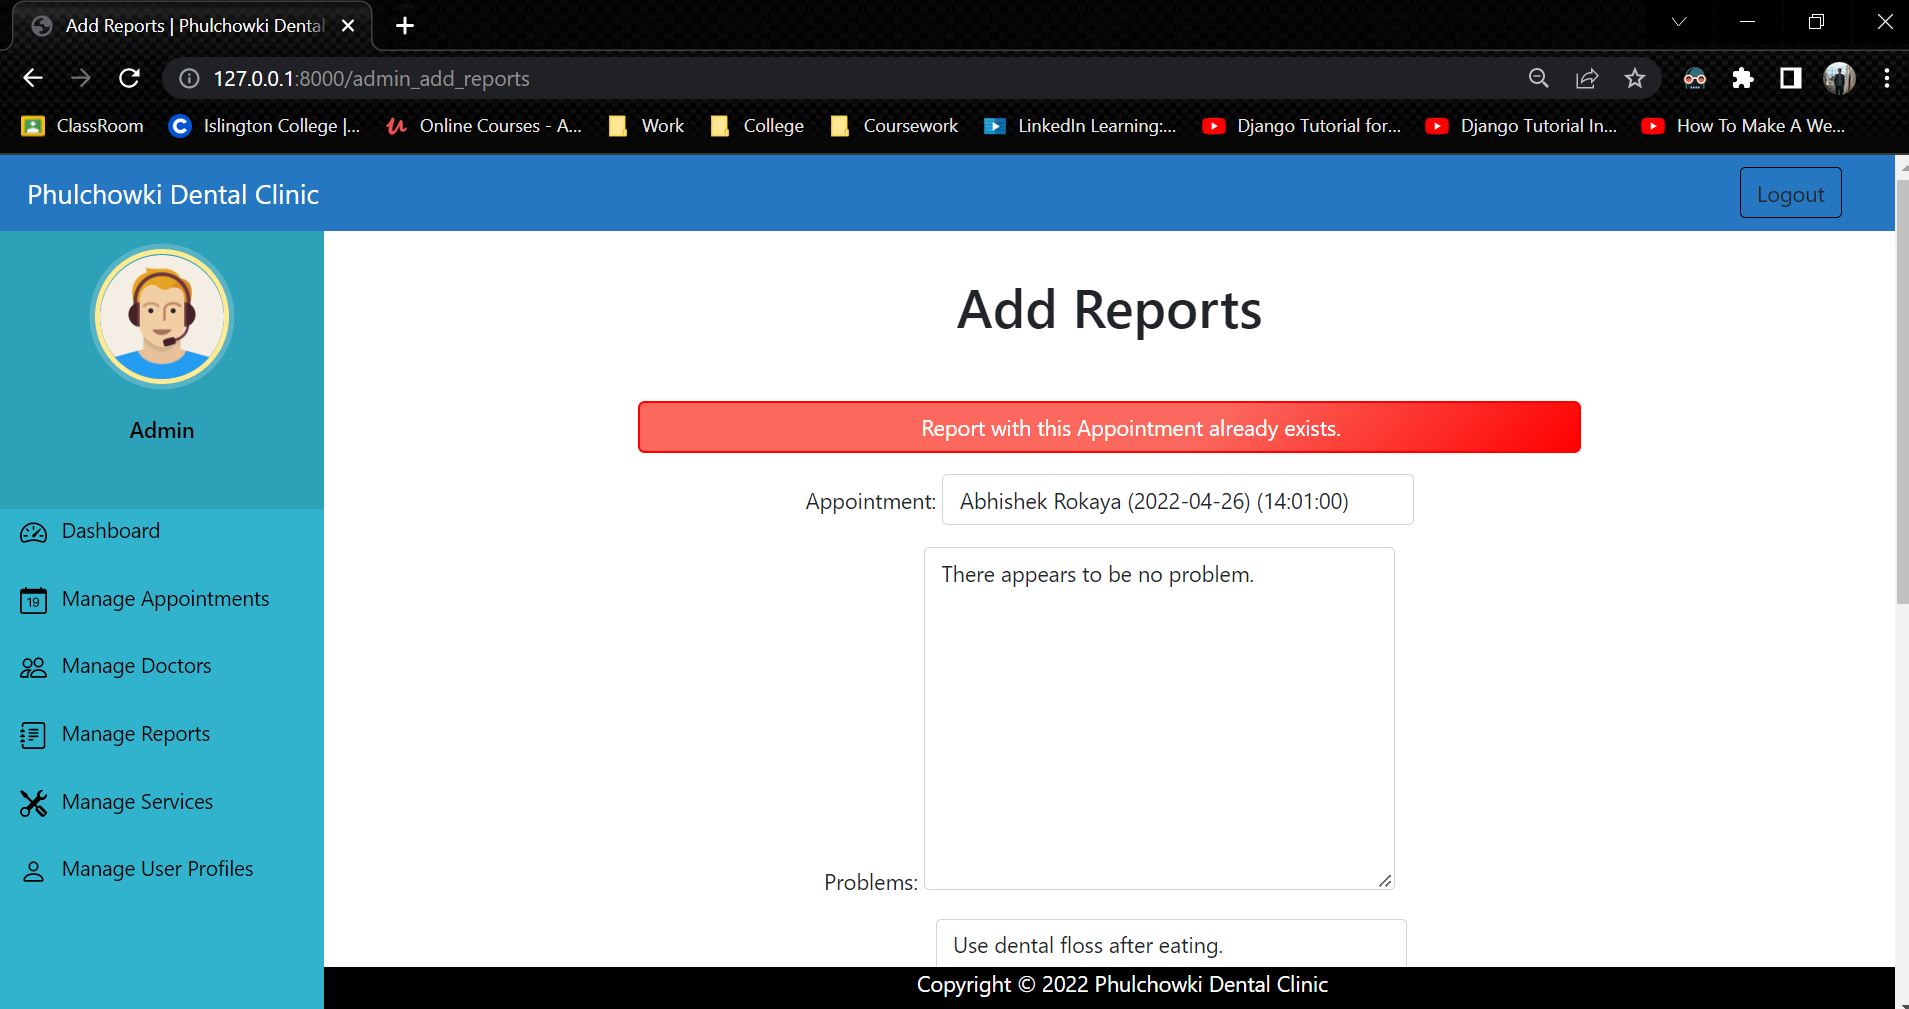 Add Reports | Phulchowki Dental
127.0.0.1:8000/admin_add_reports
ClassRoom
Islington College |...
Online Courses - A...
Work
College
Coursework
LinkedIn Learning:...
Django Tutorial for...
Django Tutorial In...
How To Make A We...
Phulchowki Dental Clinic
Logout
Admin
Dashboard
19
Manage Appointments
Manage Doctors
Manage Reports
Manage Services
Manage User Profiles
Add Reports
Report with this Appointment already exists.
Appointment: Abhishek Rokaya (2022-04-26) (14:01:00)
There appears to be no problem.
Problems:
Use dental floss after eating.
Copyright © 2022 Phulchowki Dental Clinic